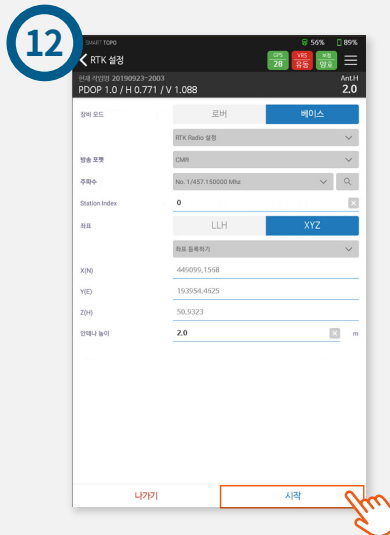 12
SMART TOPO 56% 89%
RTK 설정 GPS 28 VRS 유동 보정 양호
현재 작업명 20190923-2003 Ant.H
PDOP 1.0 / H 0.771 / V 1.088 2.0
장비 모드 로버 베이스
RTK Radio 설정
방송 포맷 CMR
주파수 No. 1/457.150000 Mhz
Station Index 0
좌표 LLH XYZ
좌표 등록하기
X(N) 449099.1568
Y(E) 193954.4625
Z(H) 50.9323
안테나 높이 2.0 m
나가기 시작